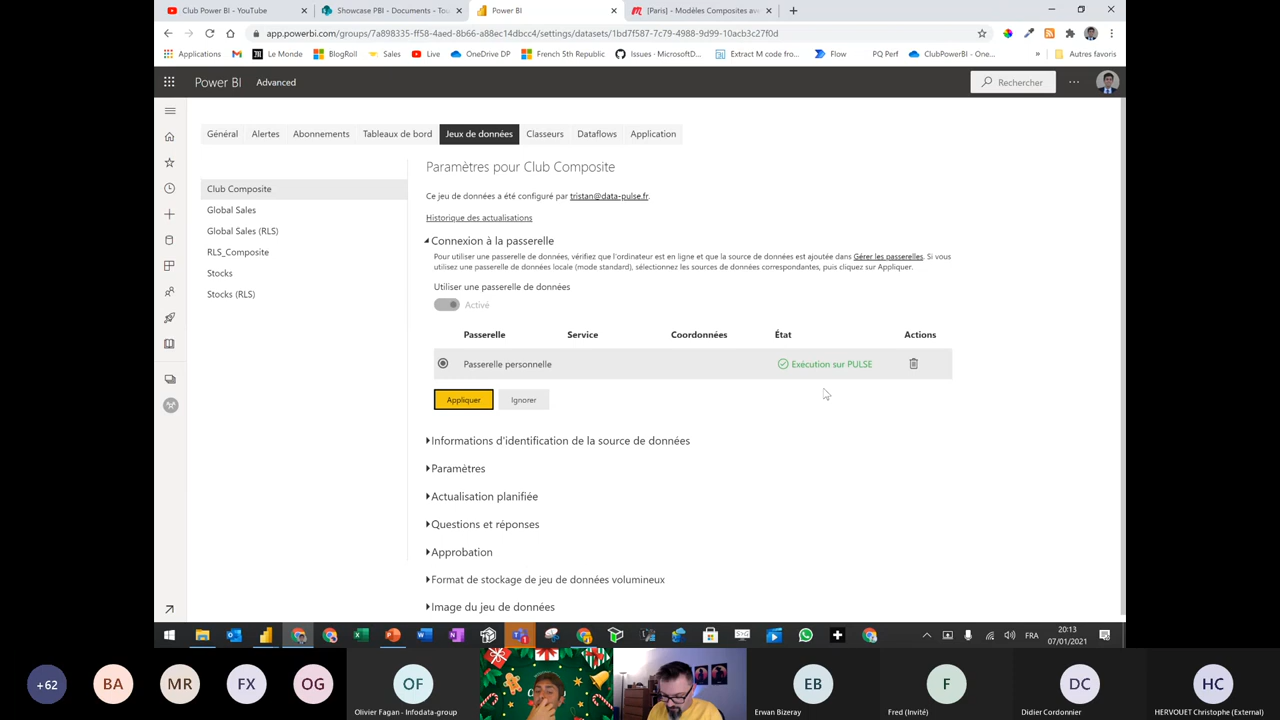 Club Power BI - YouTube
Showcase PBI - Documents - Tou
Power BI
[Paris] - Modèles Composites ave
app.powerbi.com/groups/7a898335-ff58-4aed-8b66-a88ec14dbcc4/settings/datasets/1bd7f587-7c79-4988-9d99-10acb3c27f0d
Applications
Le Monde
BlogRoll
Sales
Live
OneDrive DP
French 5th Republic
Issues · MicrosoftD...
Extract M code fro...
Flow
PQ Perf
ClubPowerBI - One...
»
Autres favoris
Power BI
Advanced
Rechercher
Général
Alertes
Abonnements
Tableaux de bord
Jeux de données
Classeurs
Dataflows
Application
Club Composite
Global Sales
Global Sales (RLS)
RLS_Composite
Stocks
Stocks (RLS)
Paramètres pour Club Composite
Ce jeu de données a été configuré par tristan@data-pulse.fr.
Historique des actualisations
Connexion à la passerelle
Pour utiliser une passerelle de données, vérifiez que l'ordinateur est en ligne et que la source de données est ajoutée dans Gérer les passerelles. Si vous
utilisez une passerelle de données locale (mode standard), sélectionnez les sources de données correspondantes, puis cliquez sur Appliquer.
Utiliser une passerelle de données
Activé
Passerelle
Service
Coordonnées
État
Actions
Passerelle personnelle
Exécution sur PULSE
Appliquer
Ignorer
Informations d'identification de la source de données
Paramètres
Actualisation planifiée
Questions et réponses
Approbation
Format de stockage de jeu de données volumineux
Image du jeu de données
FRA
20:13
07/01/2021
+62
BA
MR
FX
OG
OF
Olivier Fagan - Infodata-group
EB
Erwan Bizeray
F
Fred (Invité)
DC
Didier Cordonnier
HC
HERVOUET Christophe (External)